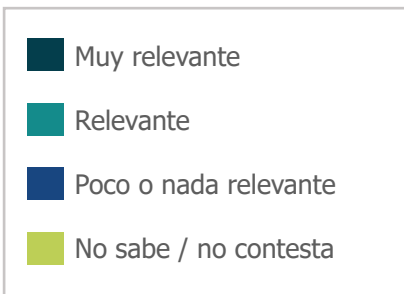 Muy relevante
Relevante
Poco o nada relevante
No sabe / no contesta